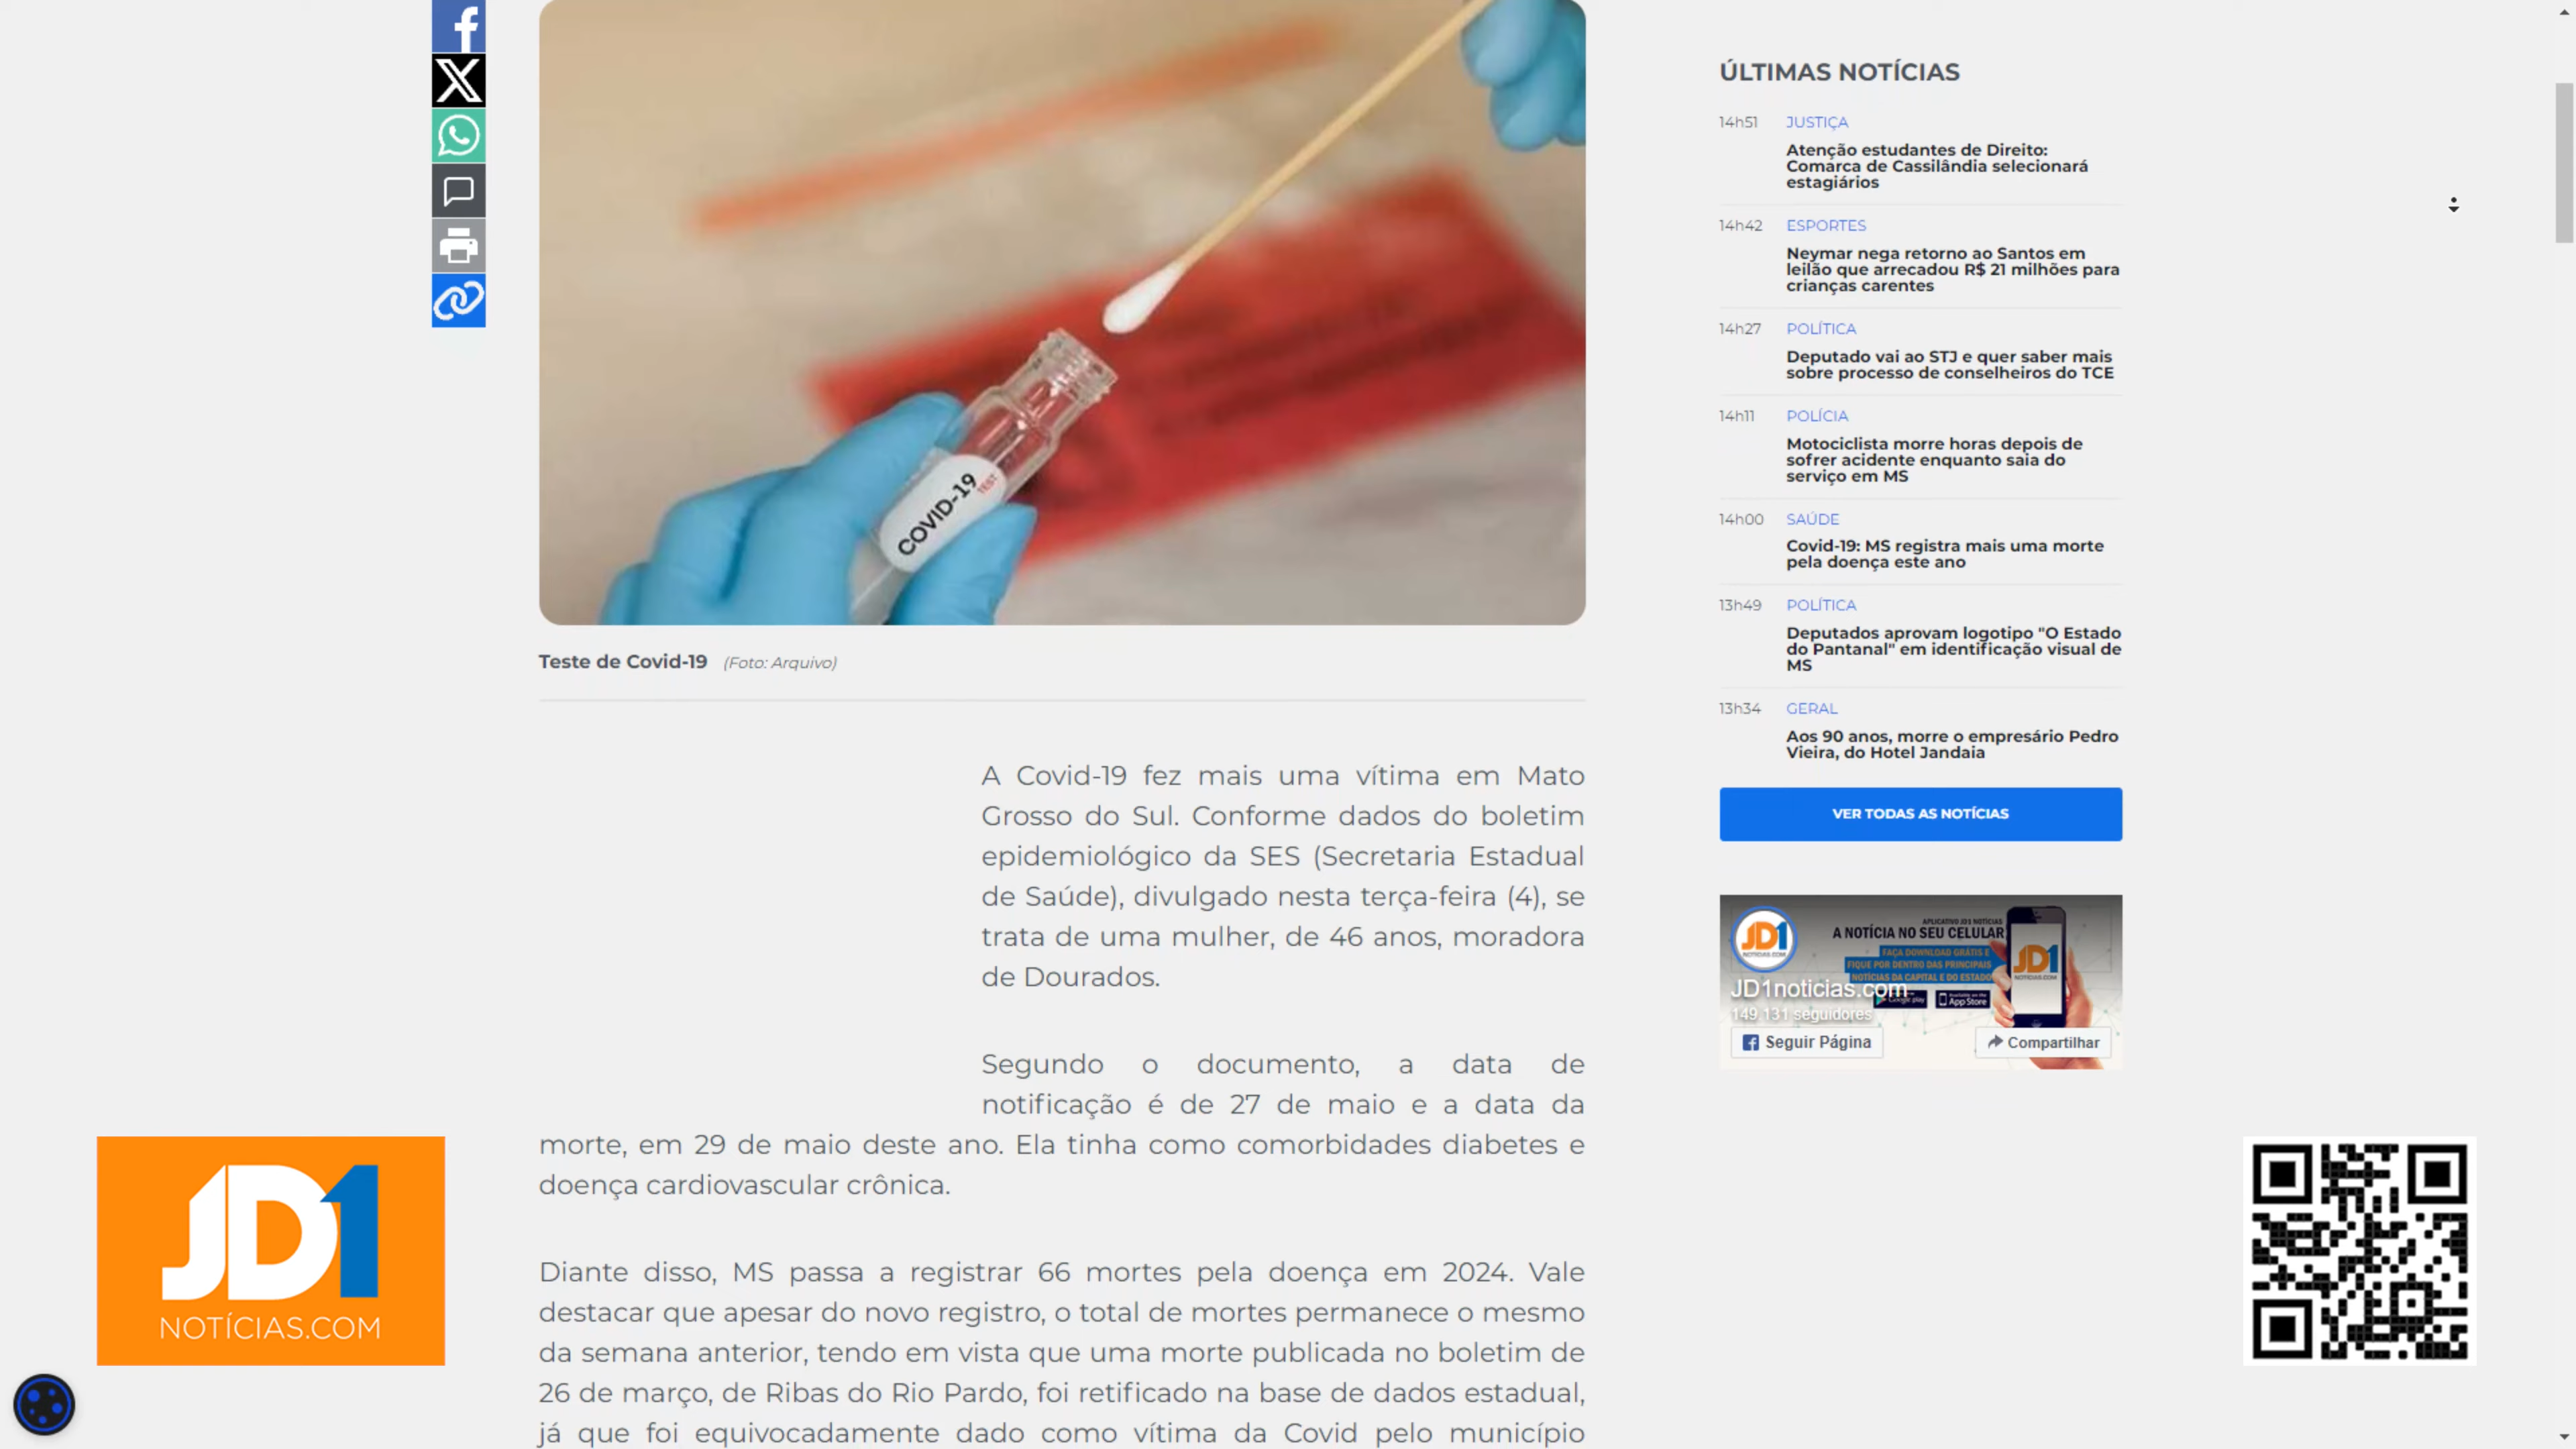 COVID-19
TEST
Teste de Covid-19 (Foto: Arquivo)
A Covid-19 fez mais uma vítima em Mato
Grosso do Sul. Conforme dados do boletim
epidemiológico da SES (Secretaria Estadual
de Saúde), divulgado nesta terça-feira (4), se
trata de uma mulher, de 46 anos, moradora
de Dourados.
Segundo o documento, a data de
notificação é de 27 de maio e a data da
morte, em 29 de maio deste ano. Ela tinha como comorbidades diabetes e
doença cardiovascular crônica.
Diante disso, MS passa a registrar 66 mortes pela doença em 2024. Vale
destacar que apesar do novo registro, o total de mortes permanece o mesmo
da semana anterior, tendo em vista que uma morte publicada no boletim de
26 de março, de Ribas do Rio Pardo, foi retificado na base de dados estadual,
já que foi equivocadamente dado como vítima da Covid pelo município
ÚLTIMAS NOTÍCIAS
14h51 JUSTIÇA
Atenção estudantes de Direito:
Comarca de Cassilândia selecionará
estagiários
14h42 ESPORTES
Neymar nega retorno ao Santos em
leilão que arrecadou R$ 21 milhões para
crianças carentes
14h27 POLÍTICA
Deputado vai ao STJ e quer saber mais
sobre processo de conselheiros do TCE
14h11 POLÍCIA
Motociclista morre horas depois de
sofrer acidente enquanto saia do
serviço em MS
14h00 SAÚDE
Covid-19: MS registra mais uma morte
pela doença este ano
13h49 POLÍTICA
Deputados aprovam logotipo "O Estado
do Pantanal" em identificação visual de
MS
13h34 GERAL
Aos 90 anos, morre o empresário Pedro
Vieira, do Hotel Jandaia
VER TODAS AS NOTÍCIAS
APLICATIVO JD1 NOTÍCIAS
A NOTÍCIA NO SEU CELULAR
FAÇA DOWNLOAD GRÁTIS E
FIQUE POR DENTRO DAS PRINCIPAIS
NOTÍCIAS DA CAPITAL E DO ESTADO
JD1
NOTÍCIAS.COM
JD1
JD1noticias.com
Google play
App Store
149.131 seguidores
Seguir Página
Compartilhar
JD1
NOTÍCIAS.COM